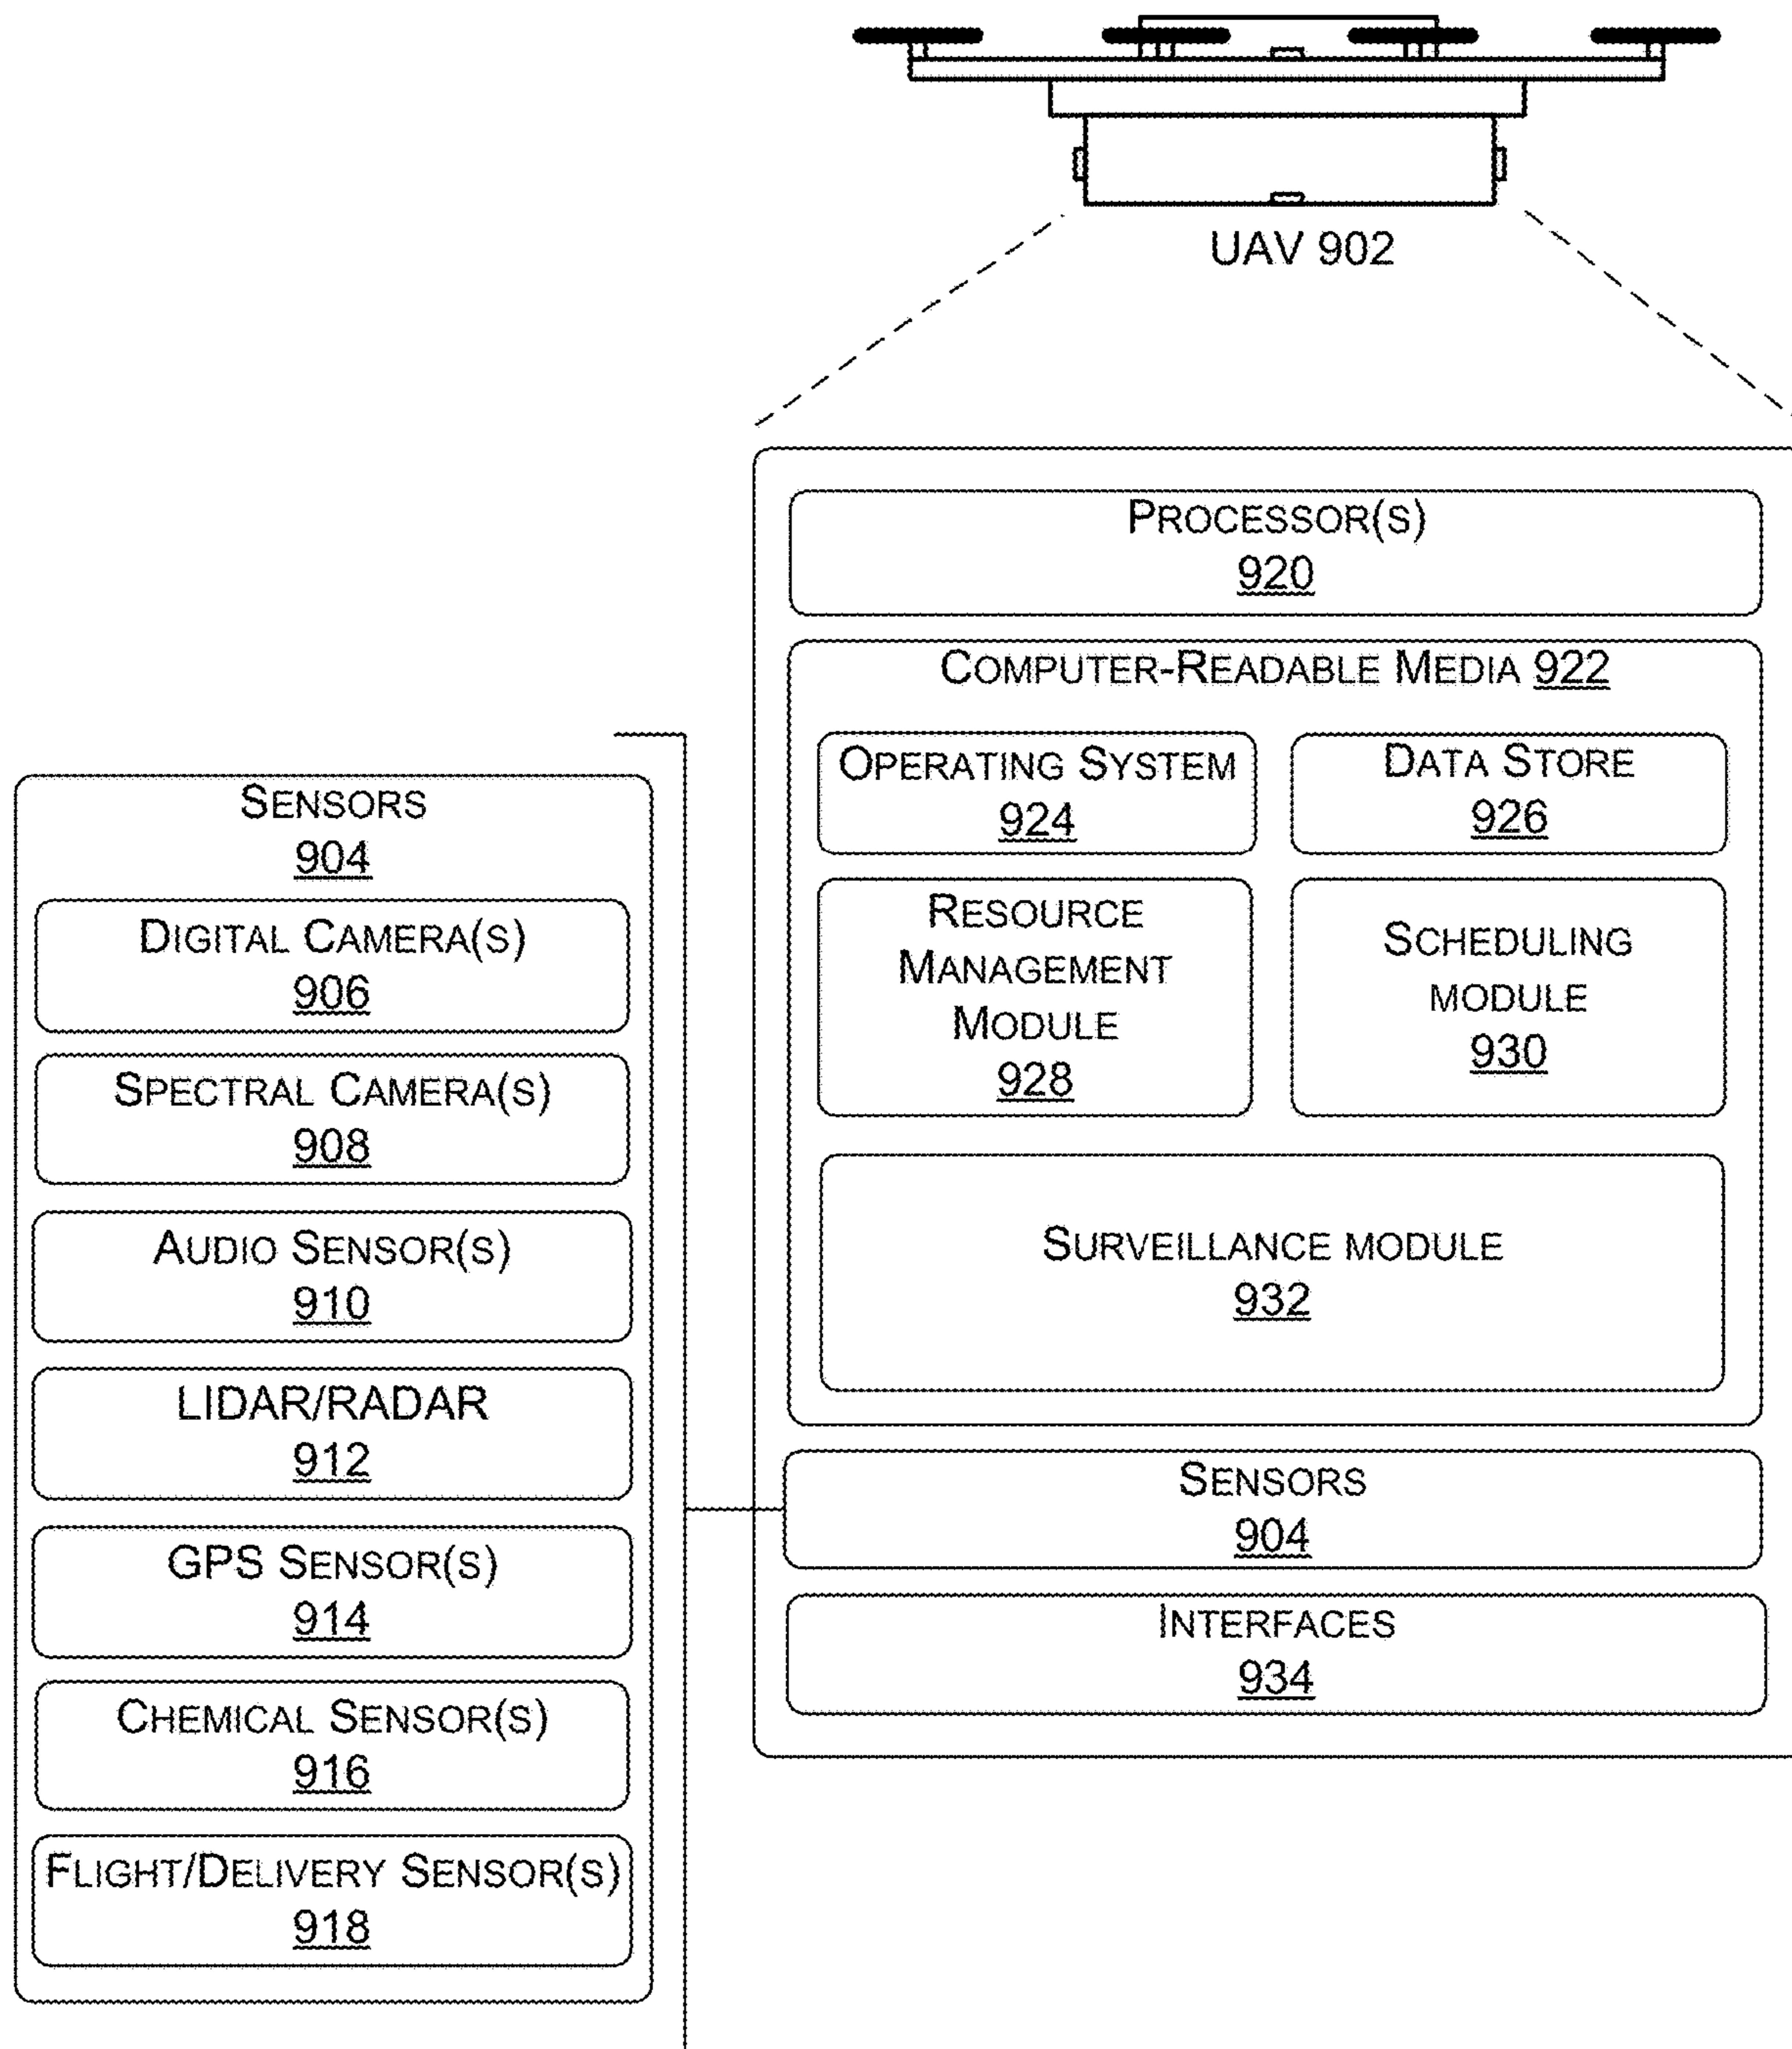 UAV 902
PROCESSOR(S)
920
COMPUTER-READABLE MEDIA 922
OPERATING SYSTEM
924
DATA STORE
926
RESOURCE
MANAGEMENT
MODULE
928
SCHEDULING
MODULE
930
SURVEILLANCE MODULE
932
SENSORS
904
INTERFACES
934
SENSORS
904
DIGITAL CAMERA(S)
906
SPECTRAL CAMERA(S)
908
AUDIO SENSOR(S)
910
LIDAR/RADAR
912
GPS SENSOR(S)
914
CHEMICAL SENSOR(S)
916
FLIGHT/DELIVERY SENSOR(S)
918